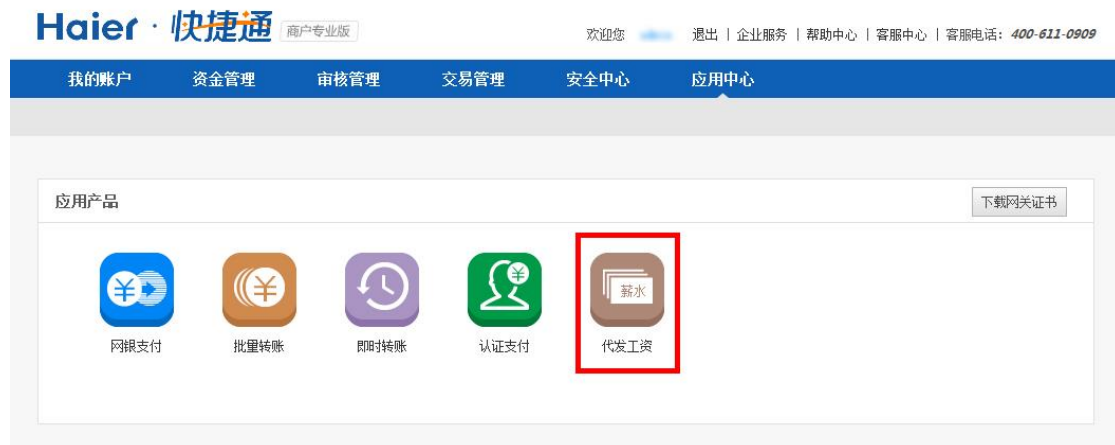 Haier · 快捷通 商户专业版
欢迎您 退出 | 企业服务 | 帮助中心 | 客服中心 | 客服电话：400-611-0909
我的账户 资金管理 审核管理 交易管理 安全中心 应用中心
应用产品 下载网关证书
薪水
网银支付 批量转账 即时转账 认证支付 代发工资